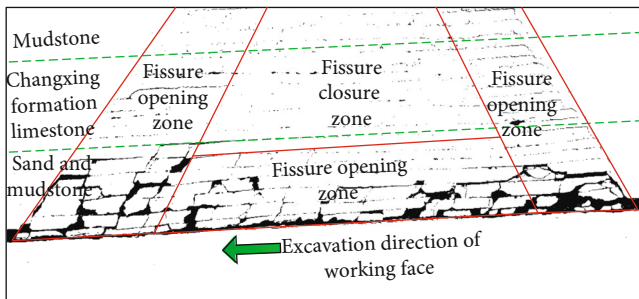 Mudstone
Changxing
formation
limestone
Sand and
mudstone
Fissure
opening
zone
Fissure
closure
zone
Fissure
opening
zone
Fissure opening
zone
Excavation direction of
working face